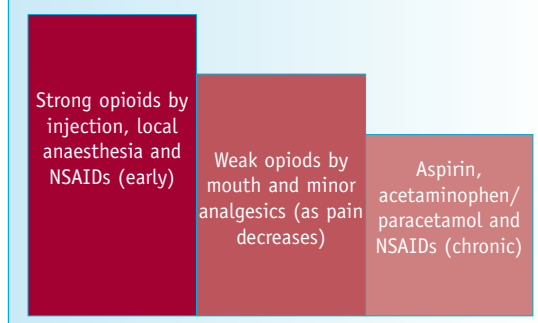 Strong opioids by
injection, local
anaesthesia and
NSAIDs (early)
Weak opiods by
mouth and minor
analgesics (as pain
decreases)
Aspirin,
acetaminophen/
paracetamol and
NSAIDs (chronic)